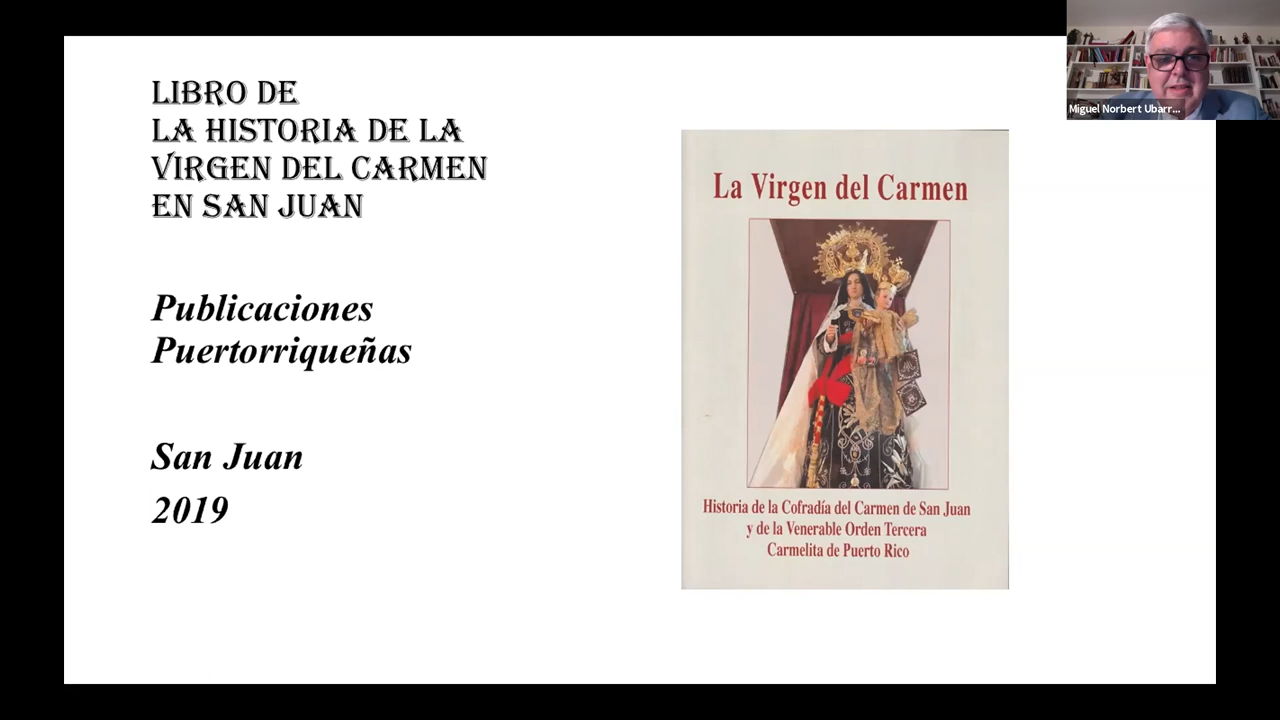 LIBRO DE
LA HISTORIA DE LA
VIRGEN DEL CARMEN
EN SAN JUAN
Publicaciones
Puertorriqueñas
San Juan
2019
La Virgen del Carmen
Historia de la Cofradía del Carmen de San Juan
y de la Venerable Orden Tercera
Carmelita de Puerto Rico
Miguel Norbert Ubarr...